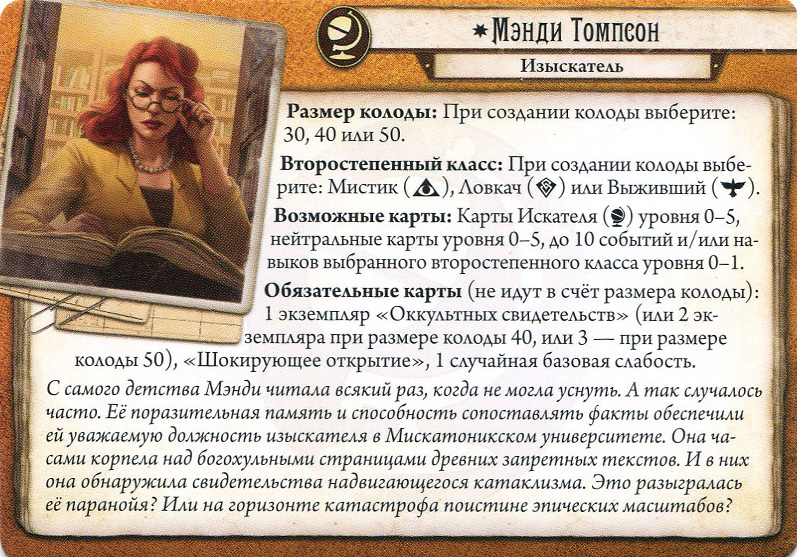 Мэнди Томпсон
Изыскатель
Размер колоды: При создании колоды выберите:
30, 40 или 50.
Второстепенный класс: При создании колоды выбе-
рите: Мистик ( ), Ловкач ( ) или Выживший ( ).
Возможные карты: Карты Искателя ( ) уровня 0–5,
нейтральные карты уровня 0–5, до 10 событий и/или на-
выков выбранного второстепенного класса уровня 0–1.
Обязательные карты (не идут в счёт размера колоды):
1 экземпляр «Оккультных свидетельств» (или 2 эк-
земпляра при размере колоды 40, или 3 — при размере
колоды 50), «Шокирующее открытие», 1 случайная базовая слабость.
С самого детства Мэнди читала всякий раз, когда не могла уснуть. А так случалось
часто. Её поразительная память и способность сопоставлять факты обеспечили
ей уважаемую должность изыскателя в Мискатоникском университете. Она ча-
сами корпела над богохульными страницами древних запретных текстов. И в них
она обнаружила свидетельства надвигающегося катаклизма. Это разыгралась
её паранойя? Или на горизонте катастрофа поистине эпических масштабов?